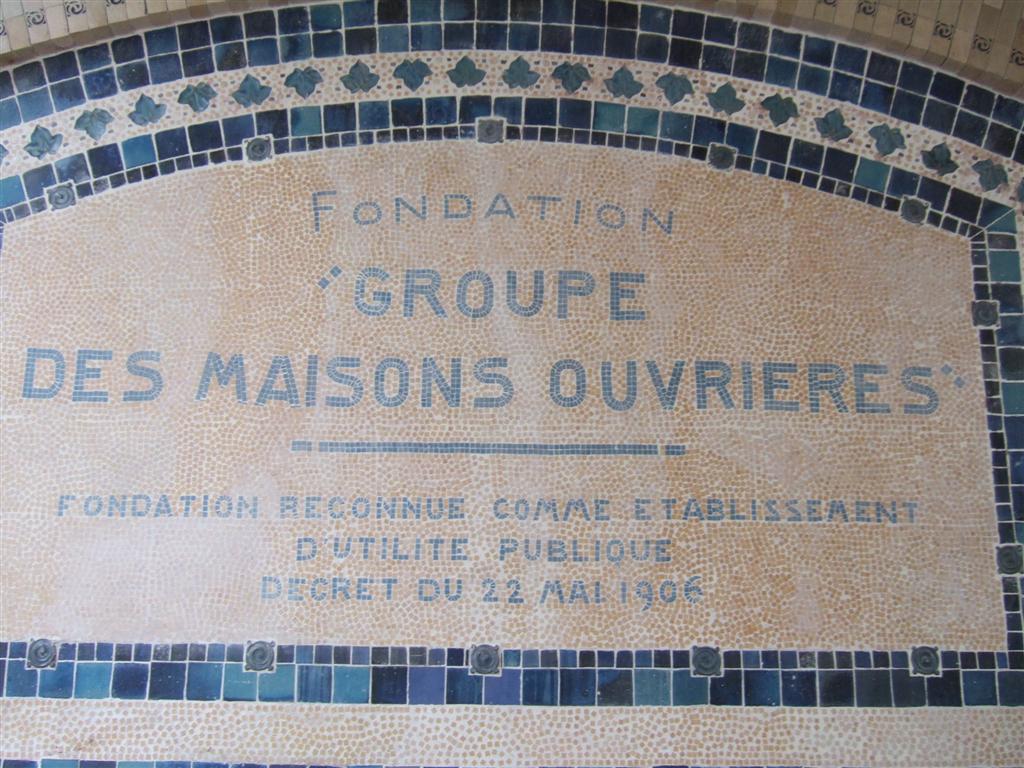 FONDATION
"GROUPE
DES MAISONS OUVRIERES"
FONDATION RECONNUE COMME ETABLISSEMENT
D'UTILITE PUBLIQUE
DECRET DU 22 MAI 1906